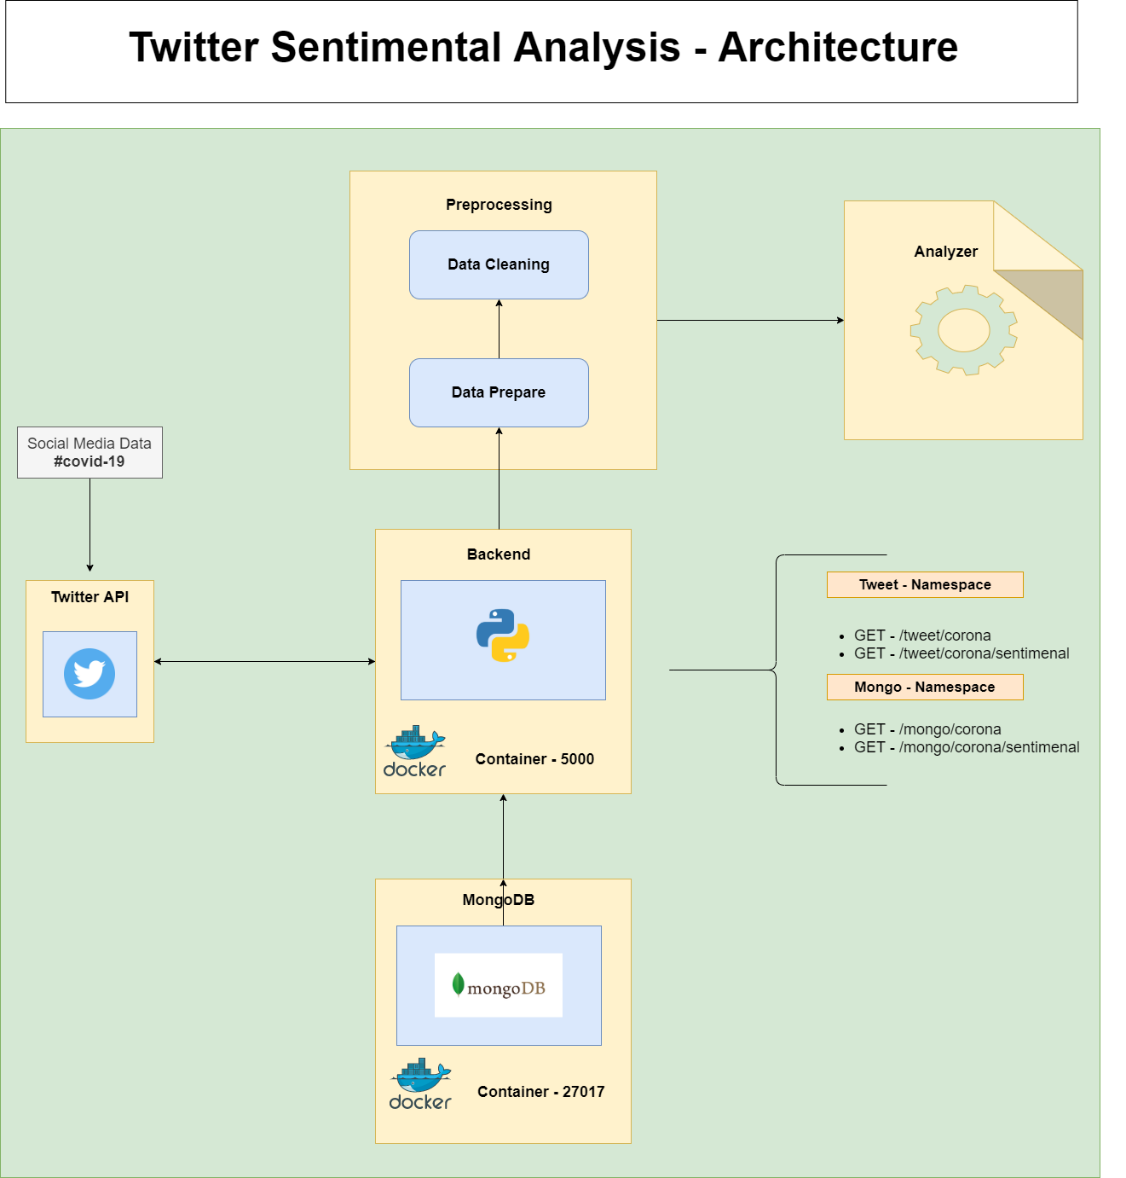 Twitter Sentimental Analysis - Architecture
Preprocessing
Data Cleaning
Data Prepare
Analyzer
Social Media Data
#covid-19
Twitter API
Backend
docker
Container - 5000
Tweet - Namespace
• GET - /tweet/corona
• GET - /tweet/corona/sentimenal
Mongo - Namespace
• GET - /mongo/corona
• GET - /mongo/corona/sentimenal
MongoDB
mongoDB
docker
Container - 27017